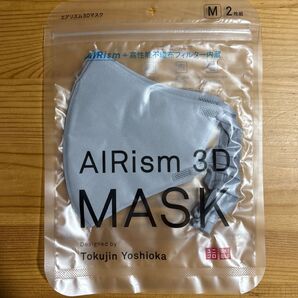 エアリズム3Dマスク
M 2枚組
AIRism+高性能不織布フィルター内蔵
AIRism 3D
MASK
Designed by
Tokujin Yoshioka